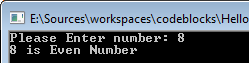 E:\Sources\workspaces\codeblocks\Hello
Please Enter number: 8
8 is Even Number